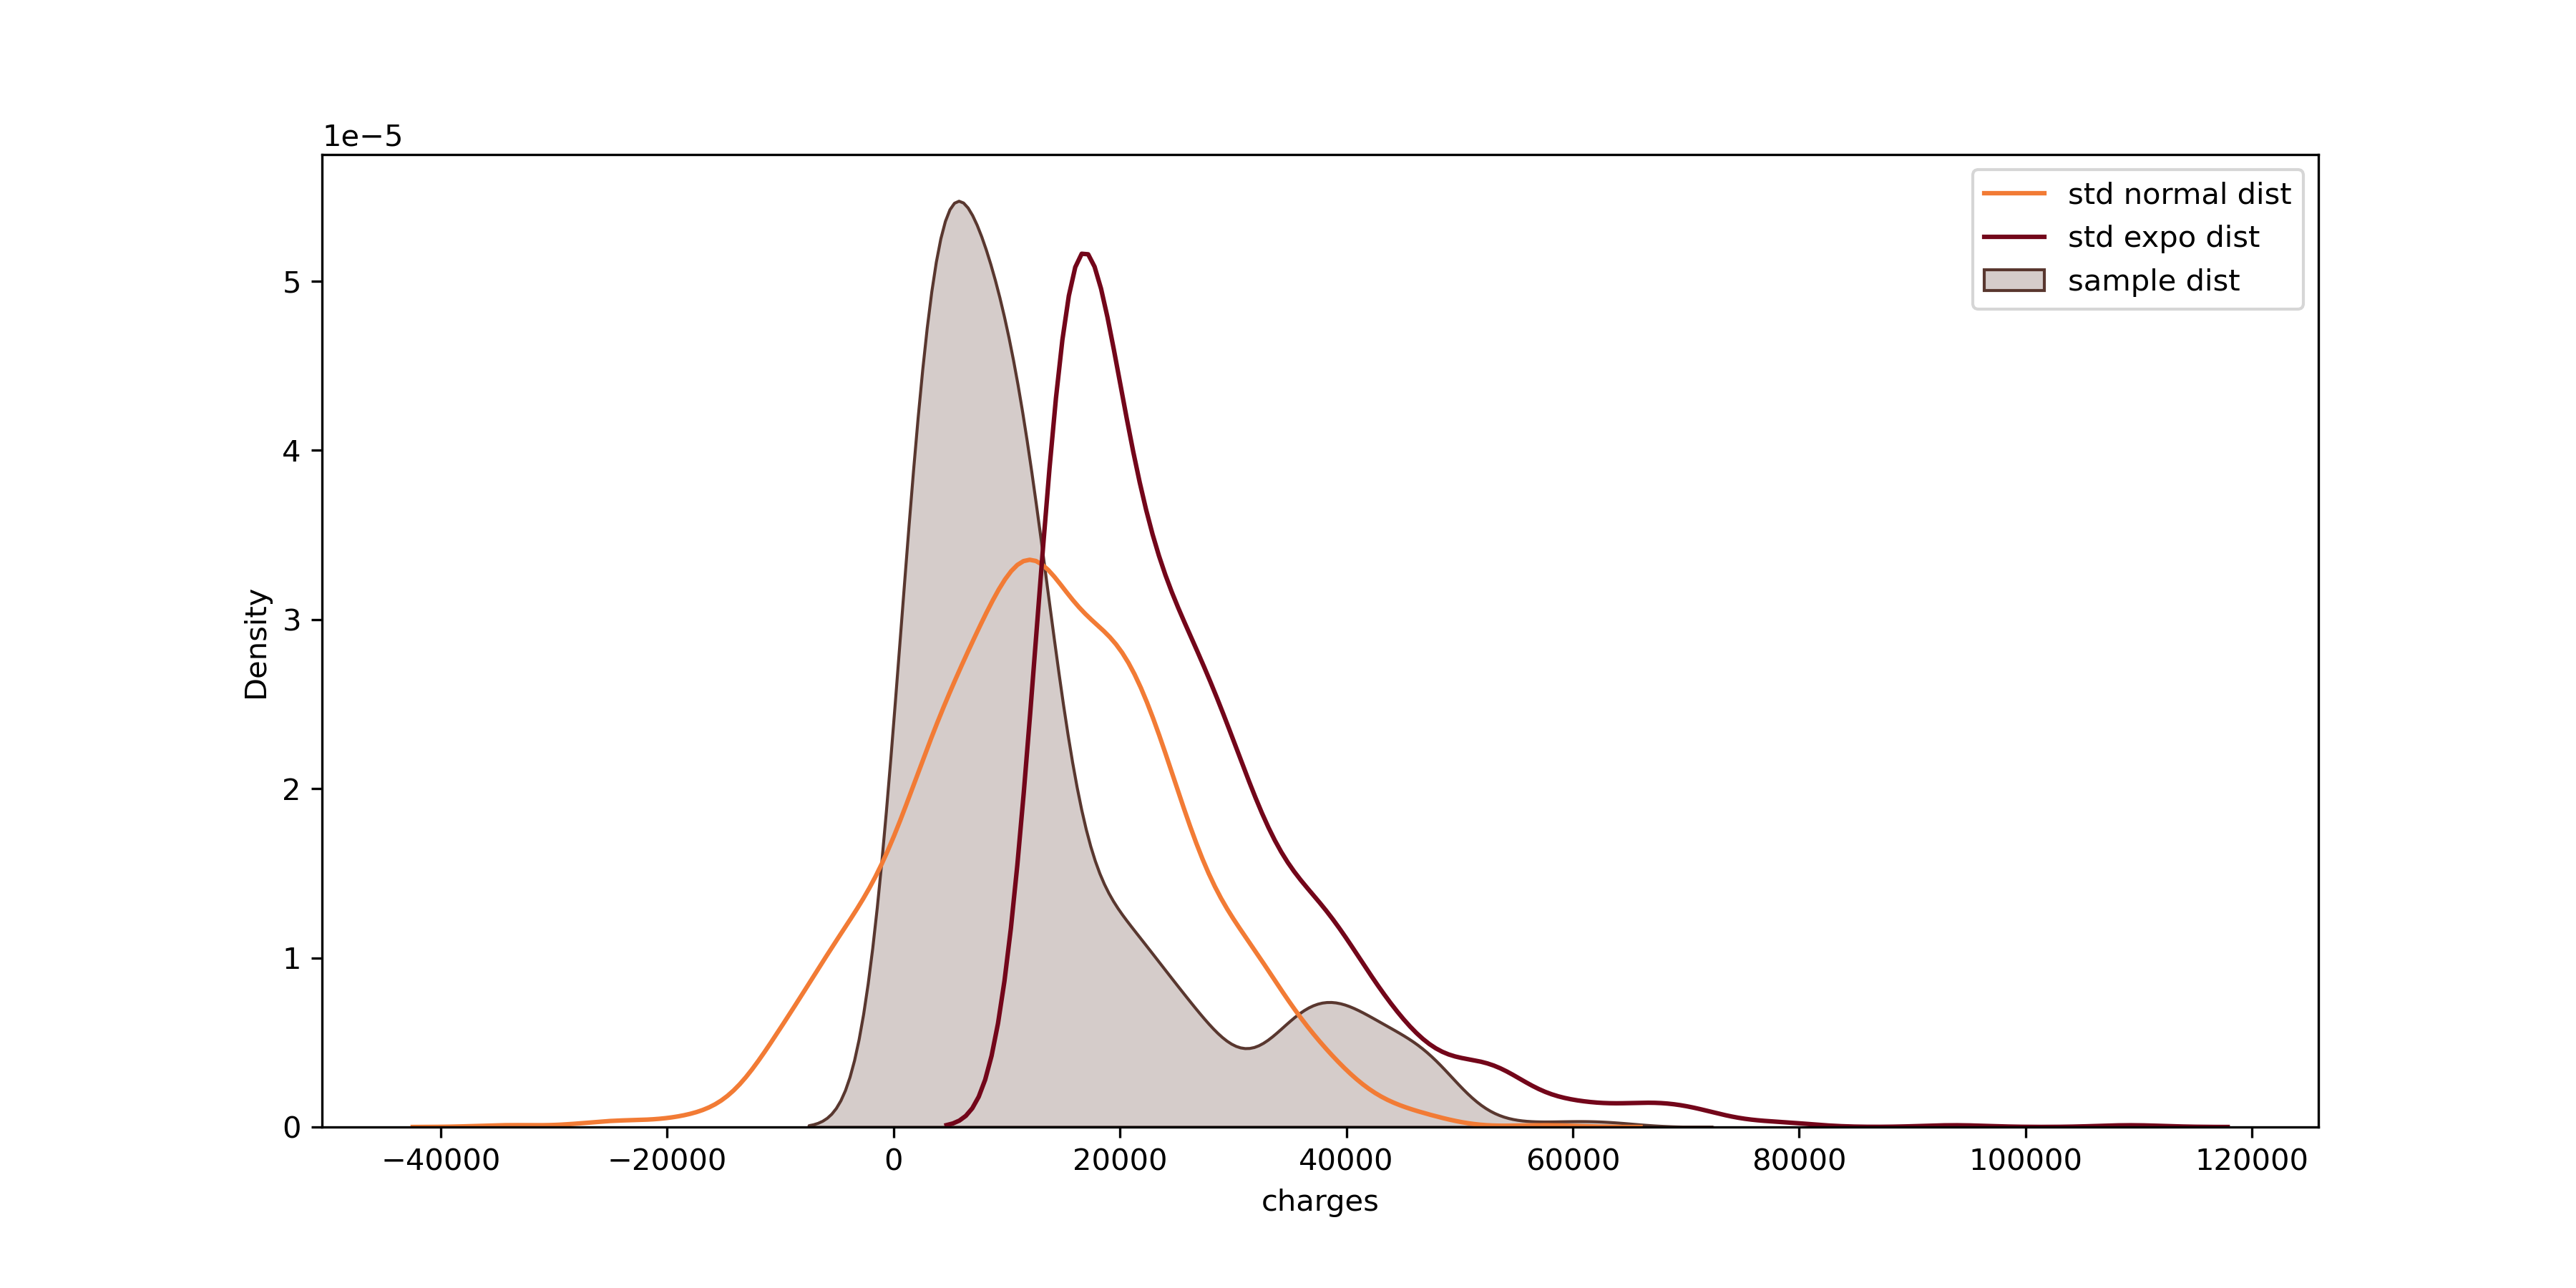 1e−5
std normal dist
std expo dist
sample dist
5
4
3
2
1
0
Density
−40000 −20000 0 20000 40000 60000 80000 100000 120000
charges